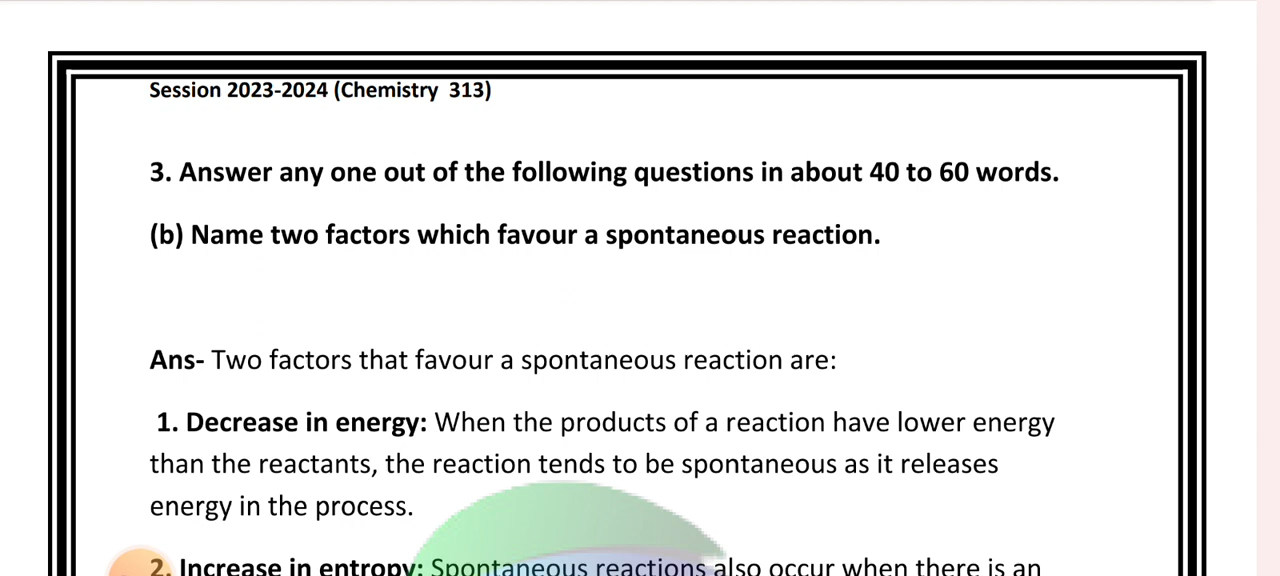 Session 2023-2024 (Chemistry  313)
3. Answer any one out of the following questions in about 40 to 60 words.
(b) Name two factors which favour a spontaneous reaction.
Ans- Two factors that favour a spontaneous reaction are:
1. Decrease in energy: When the products of a reaction have lower energy
than the reactants, the reaction tends to be spontaneous as it releases
energy in the process.
2. Increase in entropy: Spontaneous reactions also occur when there is an